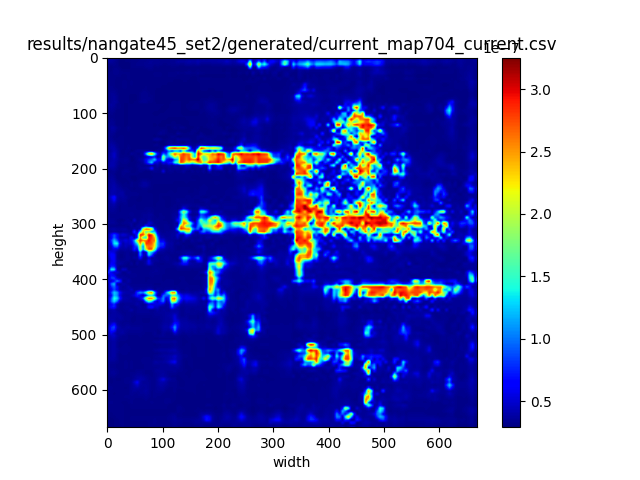 results/nangate45_set2/generated/current_map704_current.csv
1e−7
0
100
200
300
400
500
600
height
0 100 200 300 400 500 600
width
3.0
2.5
2.0
1.5
1.0
0.5